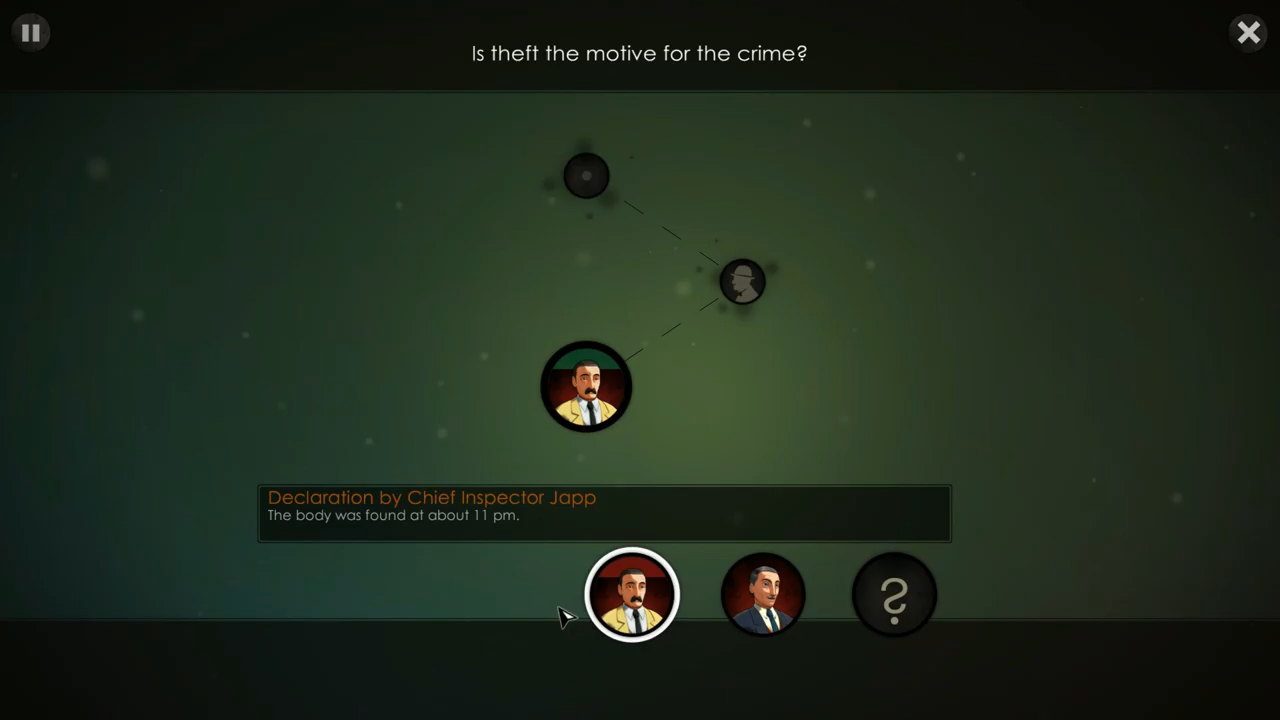 Is theft the motive for the crime?
Declaration by Chief Inspector Japp
The body was found at about 11 pm.
?